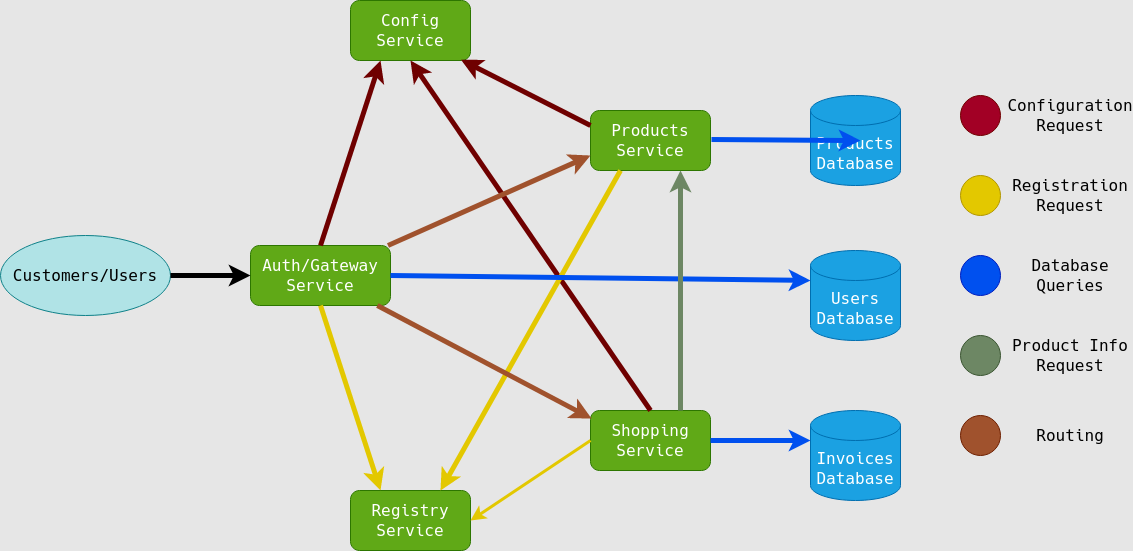 Config
Service
Products
Service
Products
Database
Configuration
Request
Registration
Request
Customers/Users
Auth/Gateway
Service
Users
Database
Database
Queries
Product Info
Request
Shopping
Service
Invoices
Database
Routing
Registry
Service